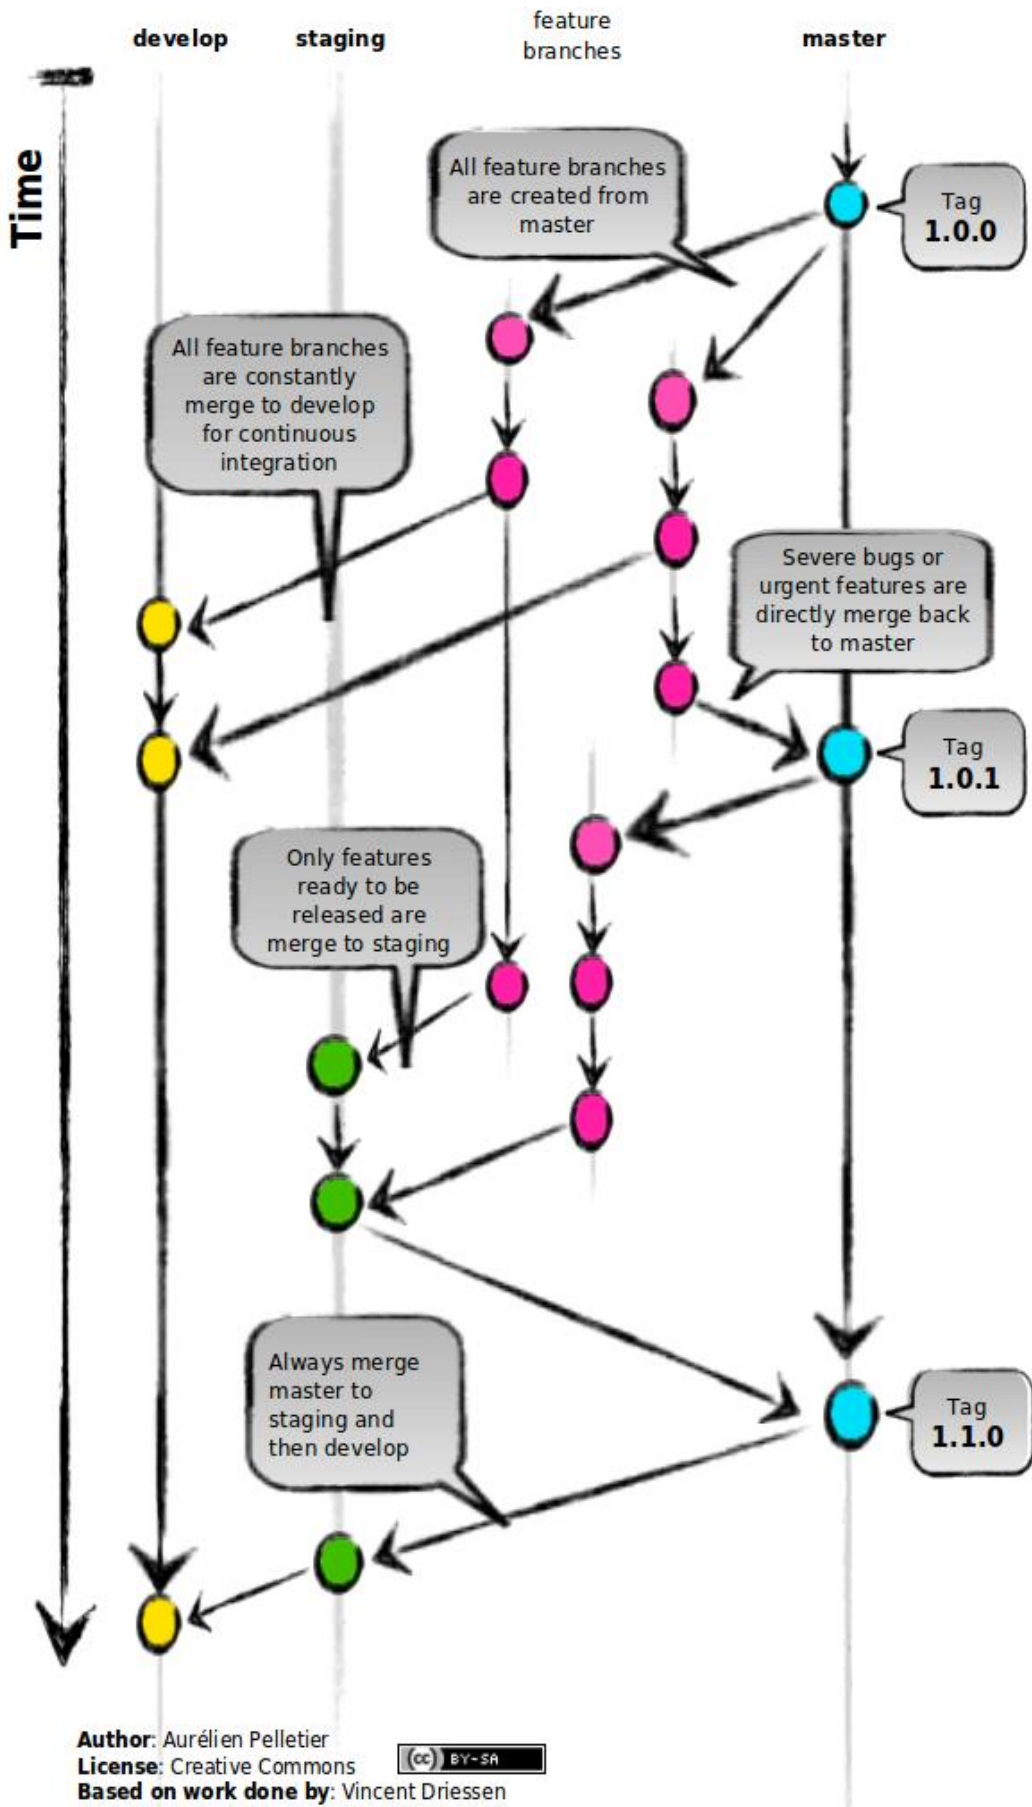 develop
staging
feature
branches
master
Time
All feature branches
are created from
master
Tag
1.0.0
All feature branches
are constantly
merge to develop
for continuous
integration
Severe bugs or
urgent features are
directly merge back
to master
Tag
1.0.1
Only features
ready to be
released are
merge to staging
Always merge
master to
staging and
then develop
Tag
1.1.0
Author: Aurélien Pelletier
License: Creative Commons
cc BY-SA
Based on work done by: Vincent Driessen